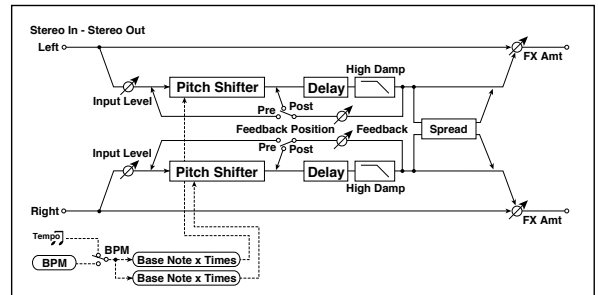 Stereo In - Stereo Out
Left
FX Amt
High Damp
Input Level
Pitch Shifter
Delay
Pre
Post
Feedback Position
Feedback
Spread
Pre
Post
Input Level
Pitch Shifter
Delay
High Damp
Right
FX Amt
Tempo
BPM
BPM
Base Note x Times
Base Note x Times